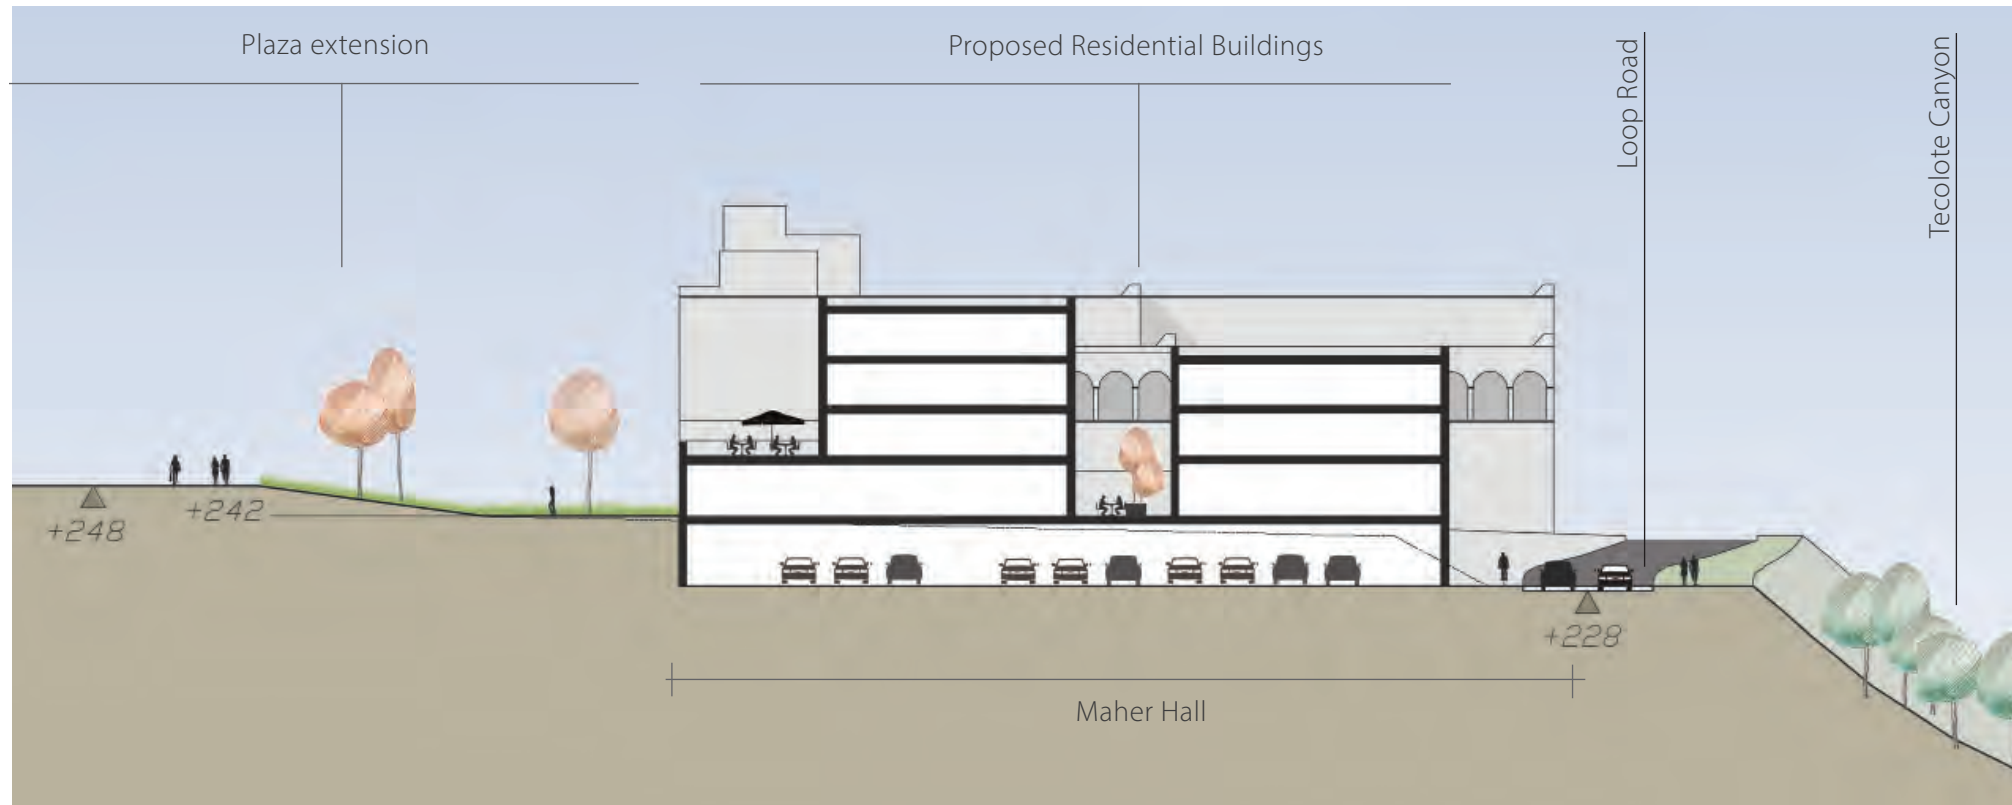 Plaza extension
Proposed Residential Buildings
Loop Road
Tecolote Canyon
+248
+242
+228
Maher Hall